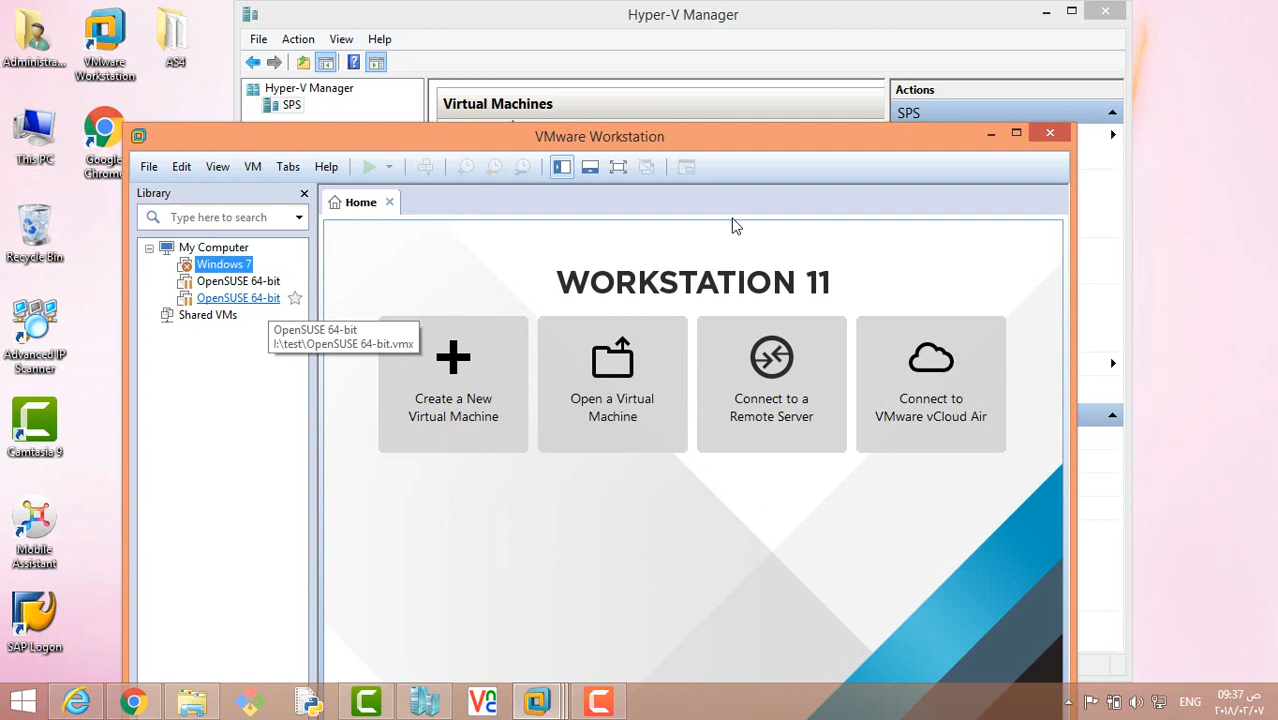 Hyper-V Manager
File Action View Help
Hyper-V Manager
SPS
Virtual Machines
Actions
SPS
Administra...
VMware
Workstation
AS4
This PC
Google
Chrome
Recycle Bin
Advanced IP
Scanner
Camtasia 9
Mobile
Assistant
SAP Logon
VMware Workstation
File Edit View VM Tabs Help
Library
Type here to search
My Computer
Windows 7
OpenSUSE 64-bit
OpenSUSE 64-bit
Shared VMs
OpenSUSE 64-bit
I:\test\OpenSUSE 64-bit.vmx
Home
WORKSTATION 11
Create a New
Virtual Machine
Open a Virtual
Machine
Connect to a
Remote Server
Connect to
VMware vCloud Air
ENG
09:37 ص
٢٠١٨/٠٢/٠٧